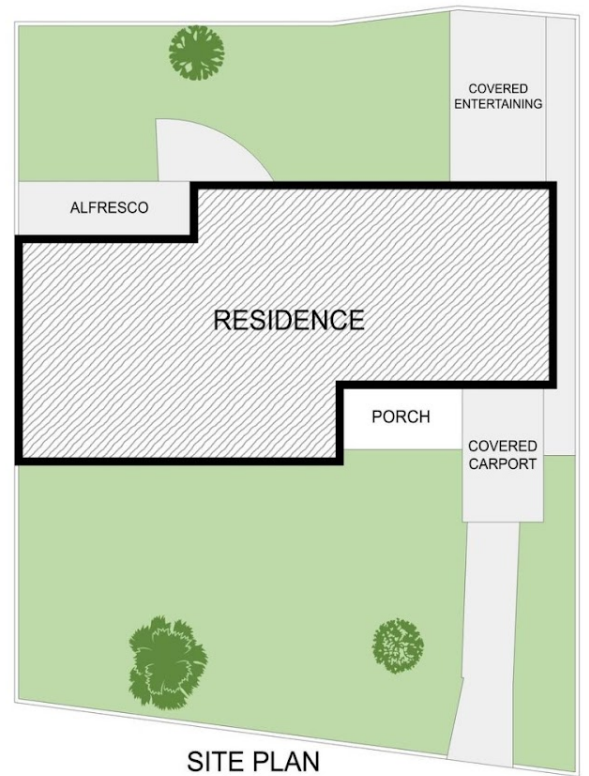 COVERED
ENTERTAINING
ALFRESCO
RESIDENCE
PORCH
COVERED
CARPORT
SITE PLAN